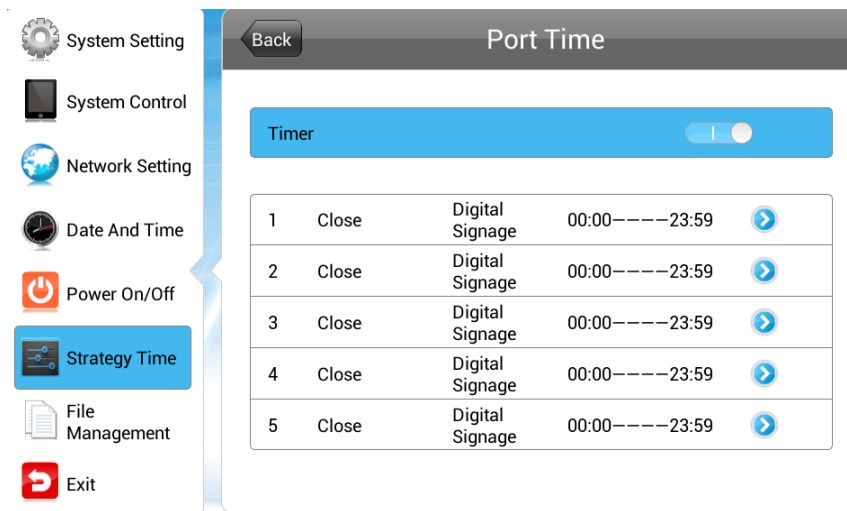 System Setting
System Control
Network Setting
Date And Time
Power On/Off
Strategy Time
File
Management
Exit
Back
Port Time
Timer
1 Close Digital Signage 00:00————23:59
2 Close Digital Signage 00:00————23:59
3 Close Digital Signage 00:00————23:59
4 Close Digital Signage 00:00————23:59
5 Close Digital Signage 00:00————23:59